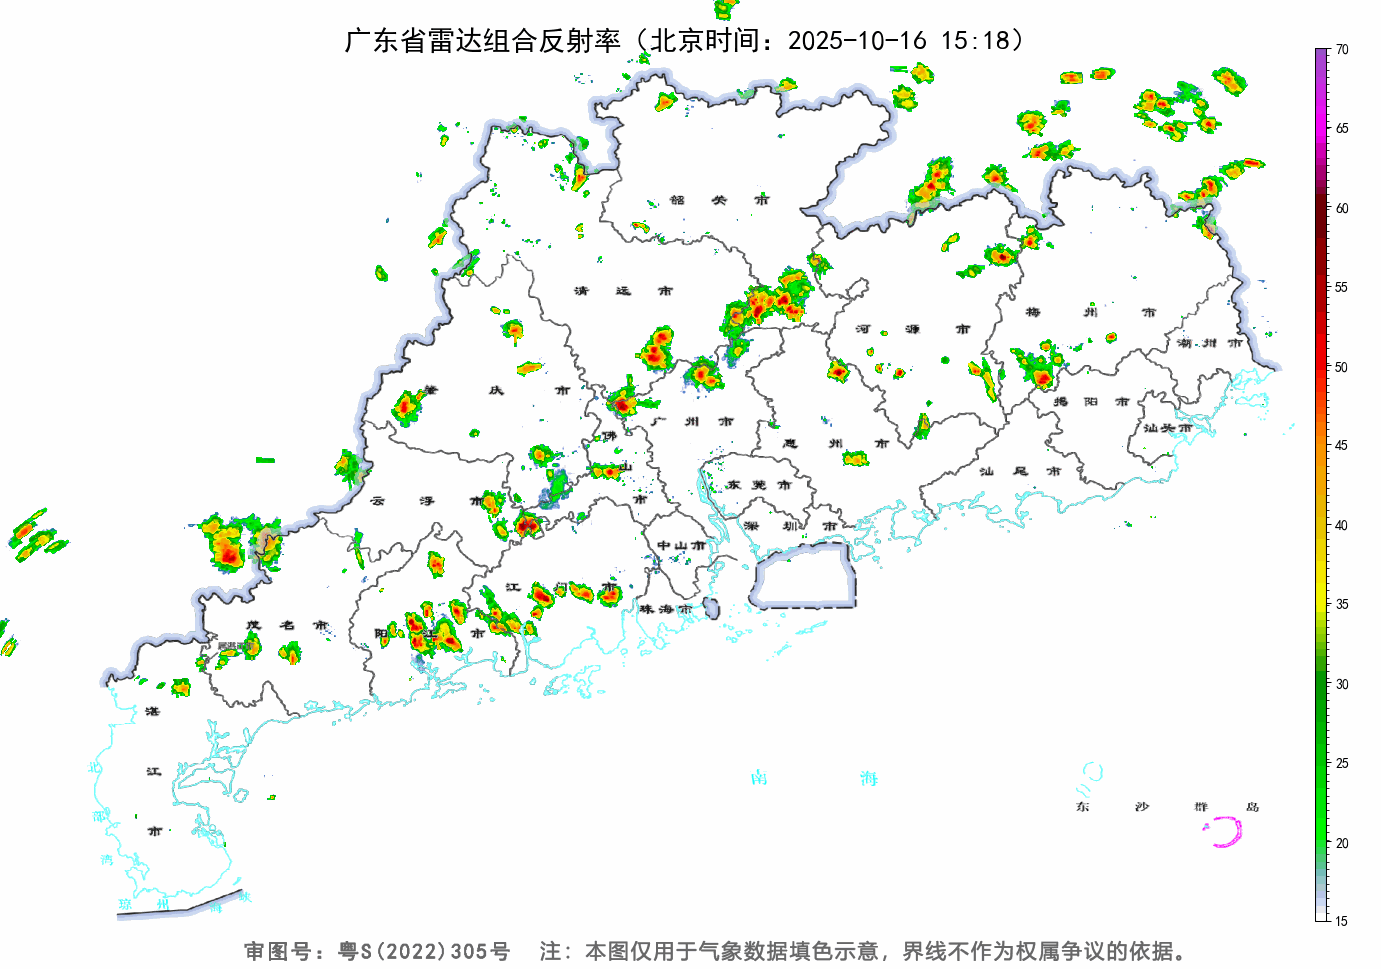 广东省雷达组合反射率（北京时间：2025-10-16 15:18）
70
65
60
55
50
45
40
35
30
25
20
15
韶关市
清远市
河源市
梅州市
潮州市
肇庆市
广州市
佛山市
惠州市
揭阳市
汕头市
汕尾市
云浮市
东莞市
深圳市
中山市
江门市
珠海市
茂名市
阳江市
湛江市
北部湾
琼州海峡
南海
东沙群岛
审图号：粤S(2022)305号 注：本图仅用于气象数据填色示意，界线不作为权属争议的依据。